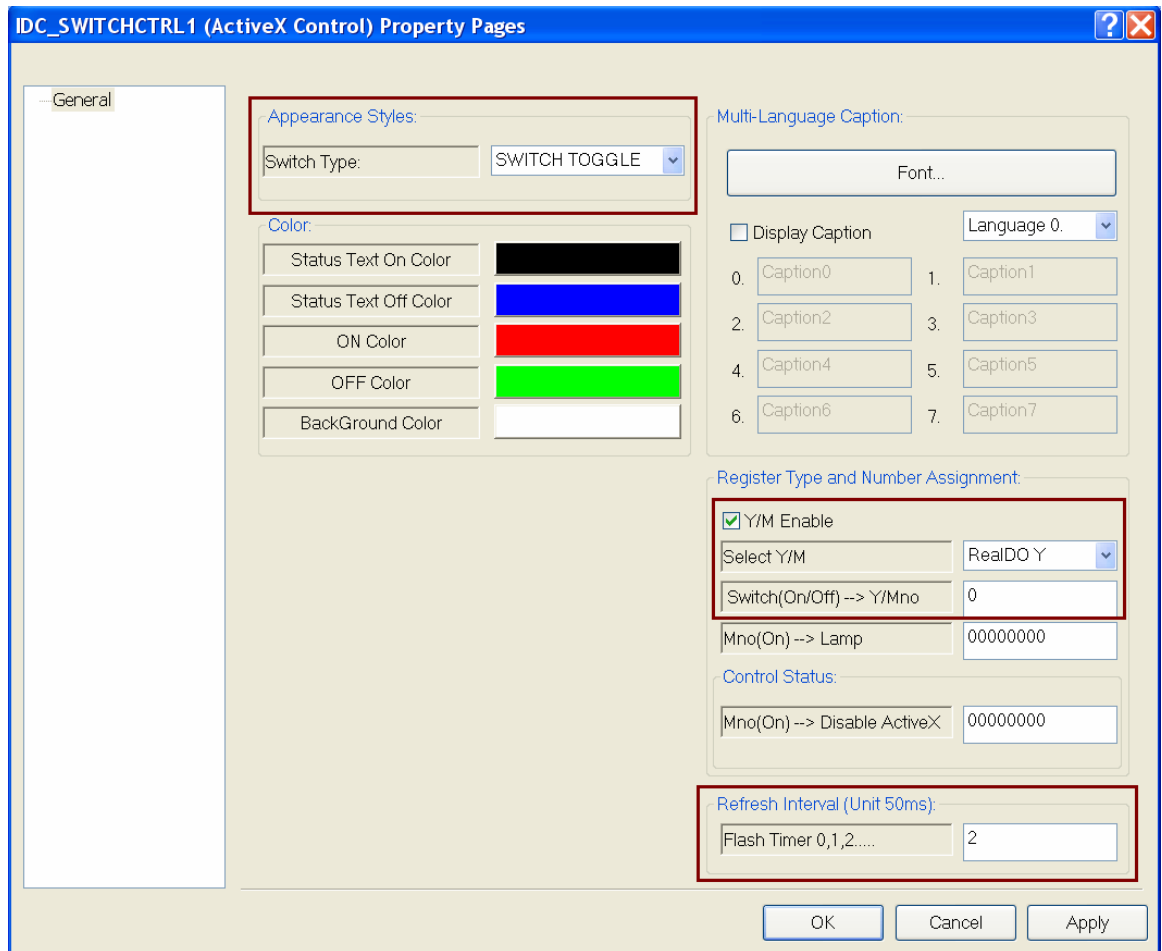 IDC_SWITCHCTRL1 (ActiveX Control) Property Pages
General
Appearance Styles:
Switch Type:
SWITCH TOGGLE
Color:
Status Text On Color
Status Text Off Color
ON Color
OFF Color
BackGround Color
Multi-Language Caption:
Font...
Display Caption
Language 0.
0. Caption0 1. Caption1
2. Caption2 3. Caption3
4. Caption4 5. Caption5
6. Caption6 7. Caption7
Register Type and Number Assignment:
Y/M Enable
Select Y/M RealDO Y
Switch(On/Off) --> Y/Mno 0
Mno(On) --> Lamp 00000000
Control Status:
Mno(On) --> Disable ActiveX 00000000
Refresh Interval (Unit 50ms):
Flash Timer 0,1,2..... 2
OK Cancel Apply